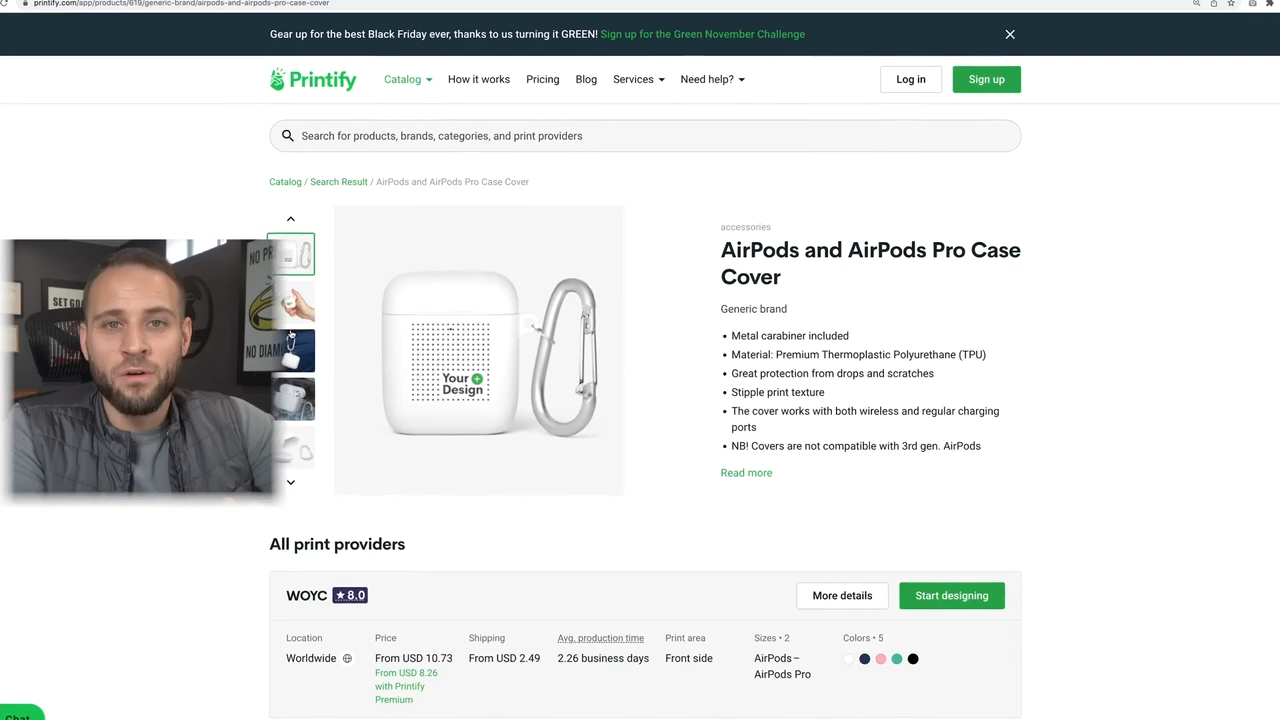 printify.com/app/products/619/generic-brand/airpods-and-airpods-pro-case-cover
Gear up for the best Black Friday ever, thanks to us turning it GREEN! Sign up for the Green November Challenge
Printify
Catalog
How it works
Pricing
Blog
Services
Need help?
Log in
Sign up
Search for products, brands, categories, and print providers
Catalog / Search Result / AirPods and AirPods Pro Case Cover
accessories
AirPods and AirPods Pro Case
Cover
Generic brand
• Metal carabiner included
• Material: Premium Thermoplastic Polyurethane (TPU)
• Great protection from drops and scratches
• Stipple print texture
• The cover works with both wireless and regular charging
ports
• NB! Covers are not compatible with 3rd gen. AirPods
Read more
Your
Design
SET
NO
NO DIAM
All print providers
WOYC
★ 8.0
More details
Start designing
Location
Price
Shipping
Avg. production time
Print area
Sizes • 2
Colors • 5
Worldwide
From USD 10.73
From USD 2.49
2.26 business days
Front side
AirPods –
AirPods Pro
From USD 8.26
with Printify
Premium
Chat